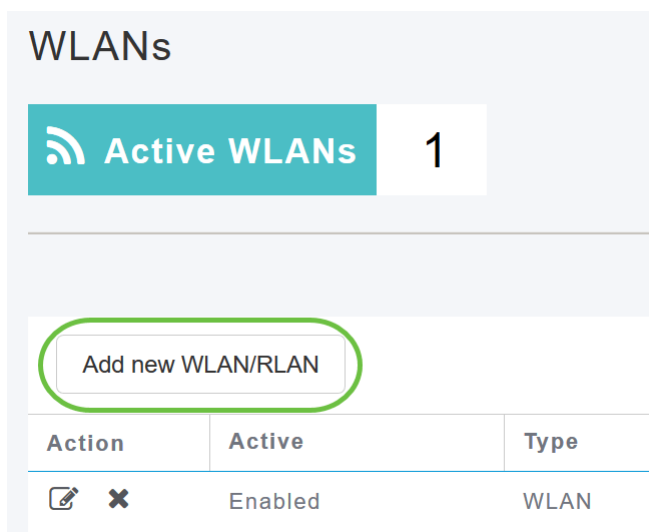 WLANs
Active WLANs 1
Add new WLAN/RLAN
Action Active Type
Enabled WLAN